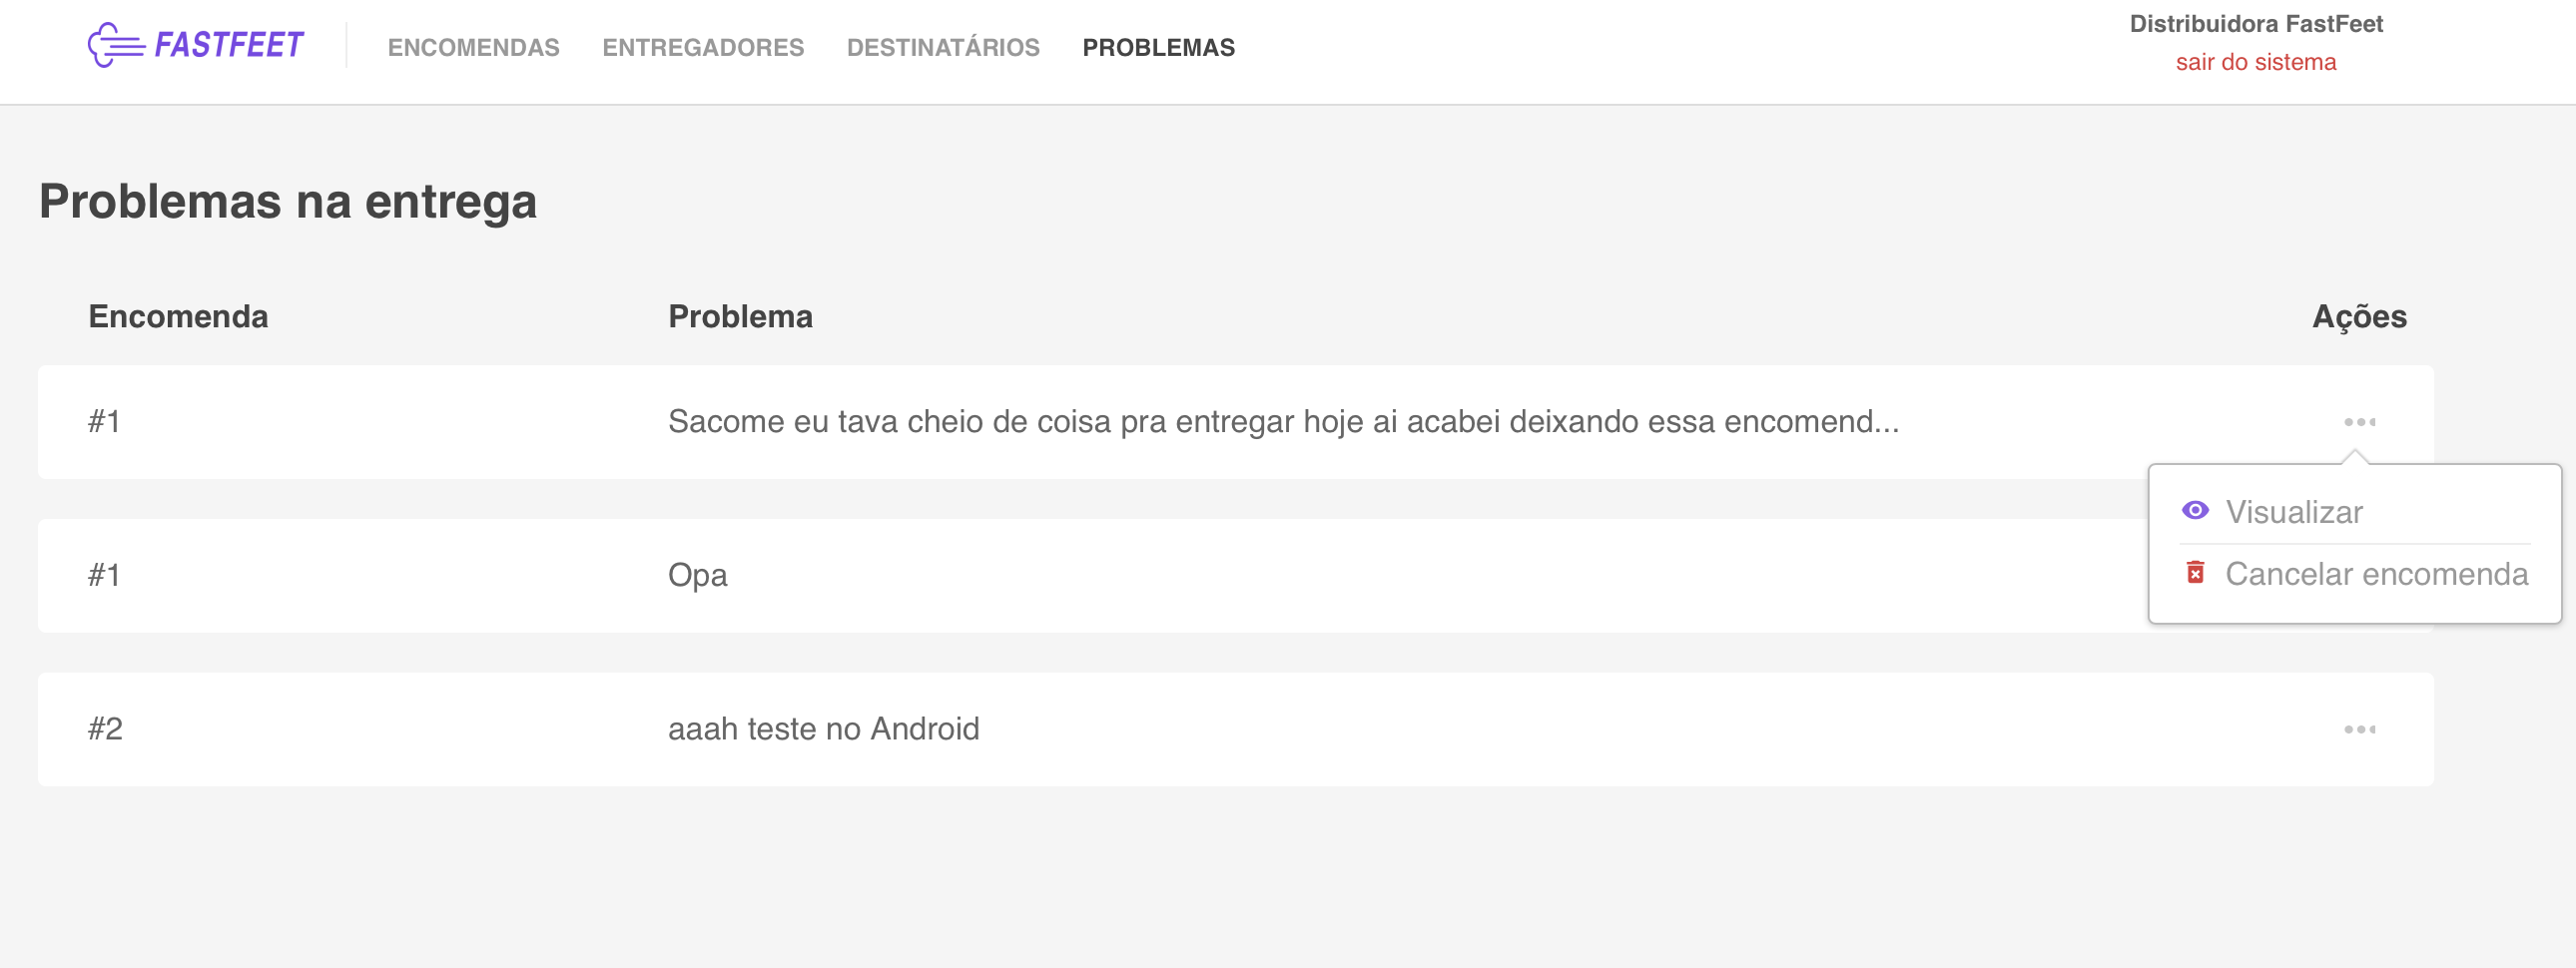 FASTFEET ENCOMENDAS ENTREGADORES DESTINATÁRIOS PROBLEMAS Distribuidora FastFeet
sair do sistema
Problemas na entrega
Encomenda Problema Ações
#1 Sacome eu tava cheio de coisa pra entregar hoje ai acabei deixando essa encomend...
Visualizar
#1 Opa
Cancelar encomenda
#2 aaah teste no Android